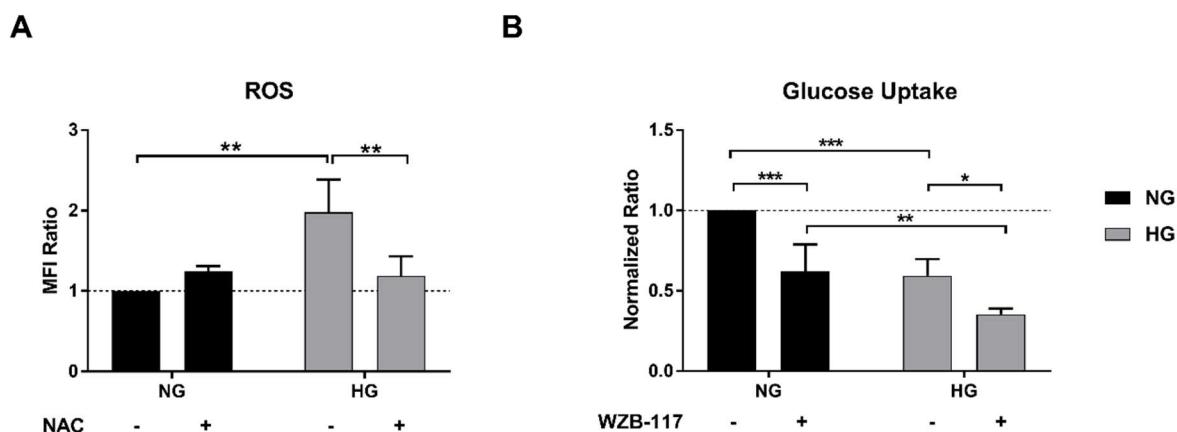 A
ROS
MFI Ratio
3
2
1
0
**
**
NG
HG
NAC
-
+
-
+
B
Glucose Uptake
Normalized Ratio
1.5
1.0
0.5
0.0
***
***
*
**
NG
HG
WZB-117
-
+
-
+
NG
HG